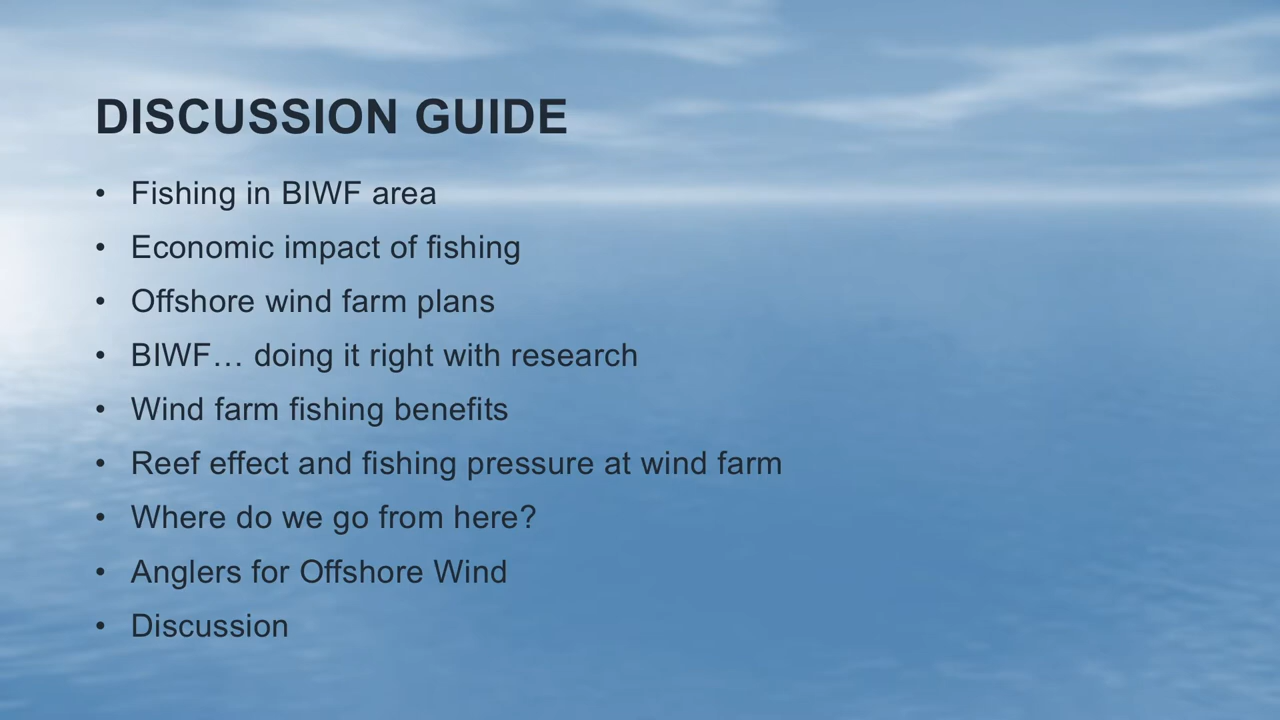 DISCUSSION GUIDE
• Fishing in BIWF area
• Economic impact of fishing
• Offshore wind farm plans
• BIWF… doing it right with research
• Wind farm fishing benefits
• Reef effect and fishing pressure at wind farm
• Where do we go from here?
• Anglers for Offshore Wind
• Discussion